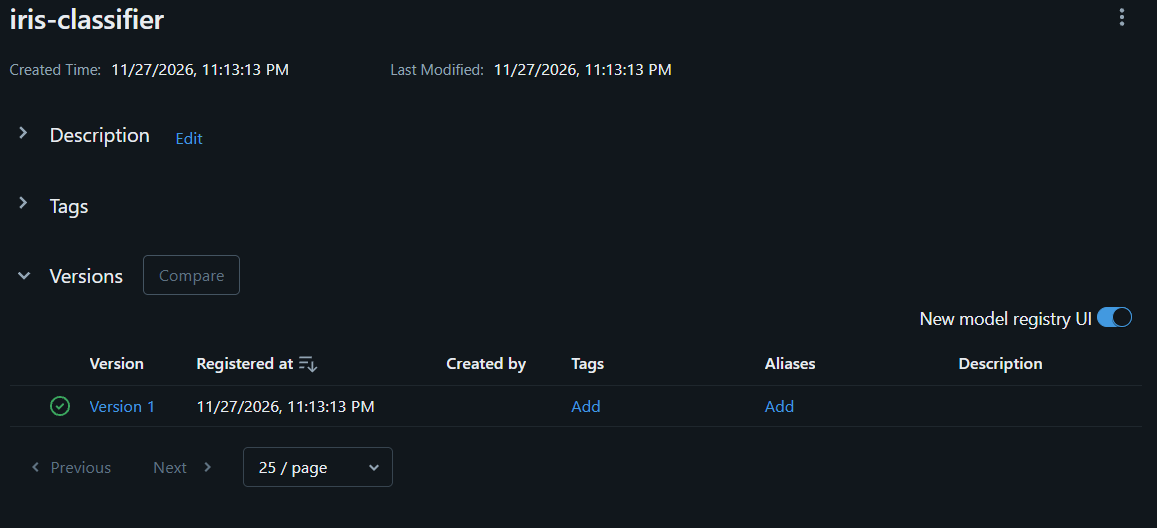 iris-classifier
Created Time: 11/27/2026, 11:13:13 PM Last Modified: 11/27/2026, 11:13:13 PM
Description Edit
Tags
Versions Compare
New model registry UI
Version Registered at Created by Tags Aliases Description
Version 1 11/27/2026, 11:13:13 PM Add Add
Previous Next 25 / page